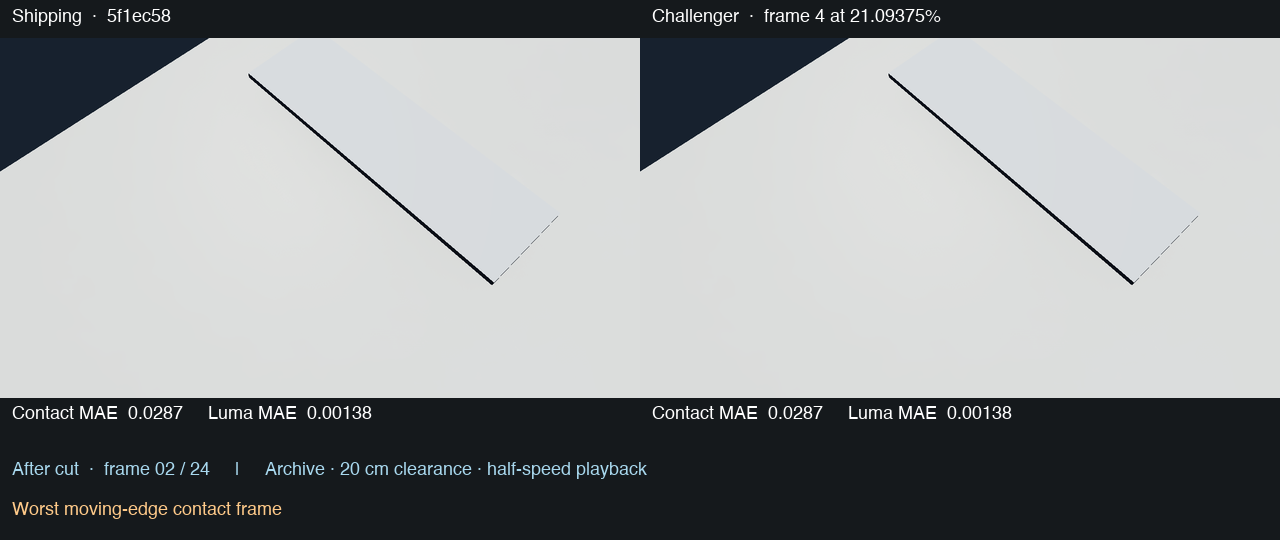 Shipping · 5f1ec58
Challenger · frame 4 at 21.09375%
Contact MAE 0.0287 Luma MAE 0.00138
Contact MAE 0.0287 Luma MAE 0.00138
After cut · frame 02 / 24 | Archive · 20 cm clearance · half-speed playback
Worst moving-edge contact frame